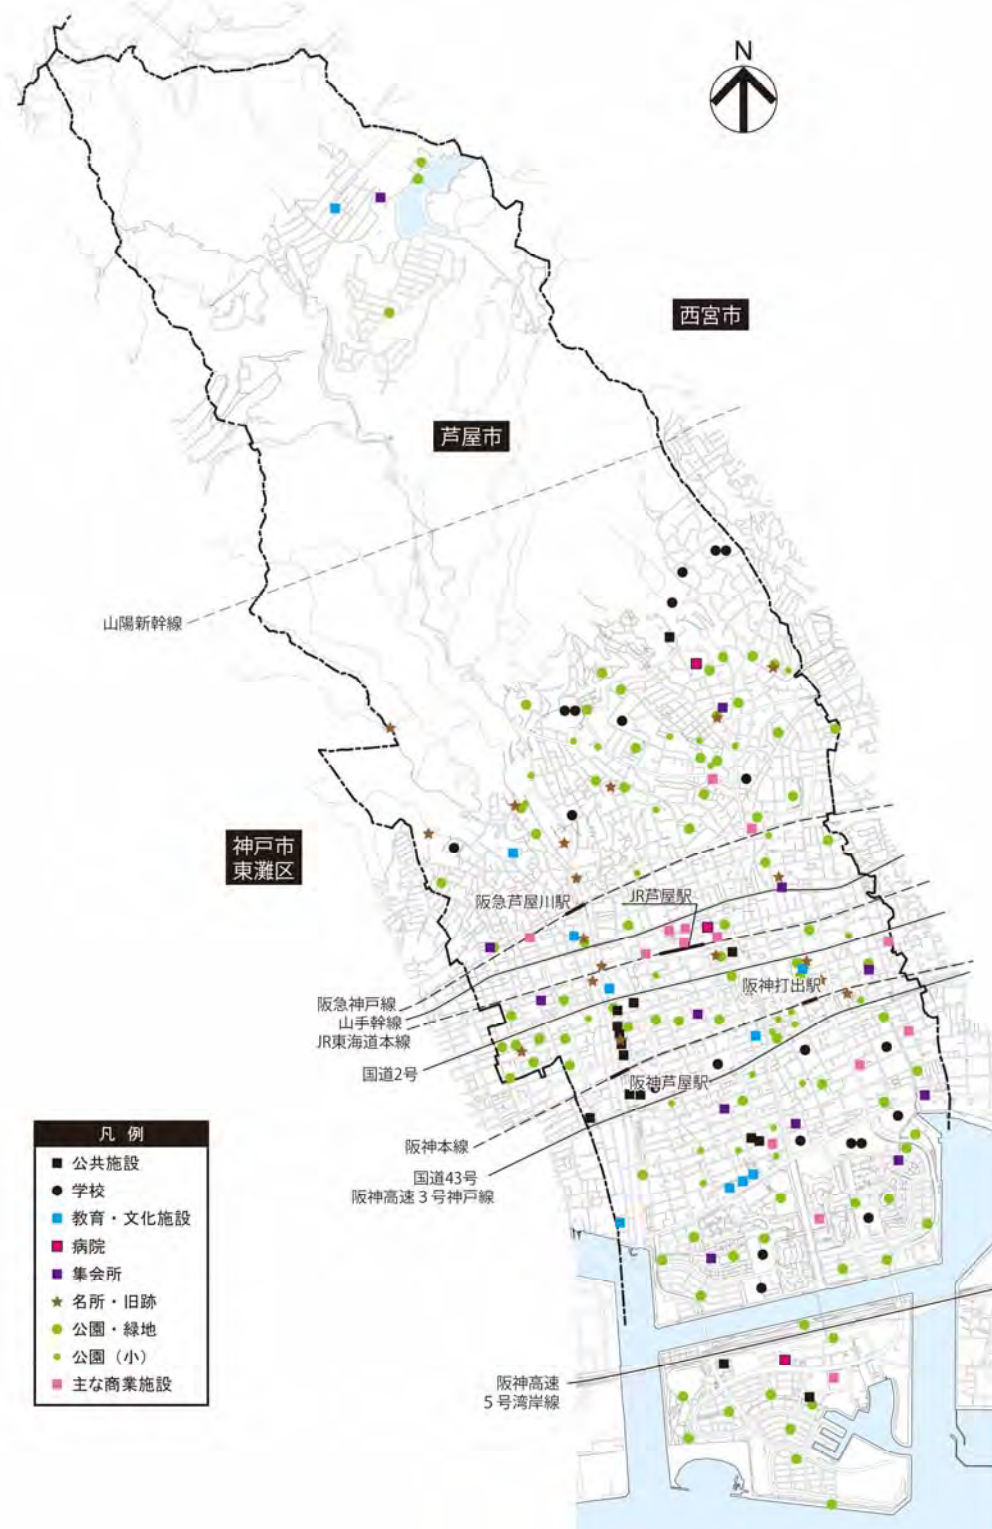 N
西宮市
芦屋市
山陽新幹線
神戸市
東灘区
阪急芦屋川駅
JR芦屋駅
阪急神戸線
山手幹線
JR東海道本線
阪神打出駅
国道2号
阪神芦屋駅
阪神本線
国道43号
阪神高速3号神戸線
凡例
公共施設
学校
教育・文化施設
病院
集会所
名所・旧跡
公園・緑地
公園（小）
主な商業施設
阪神高速
5号湾岸線